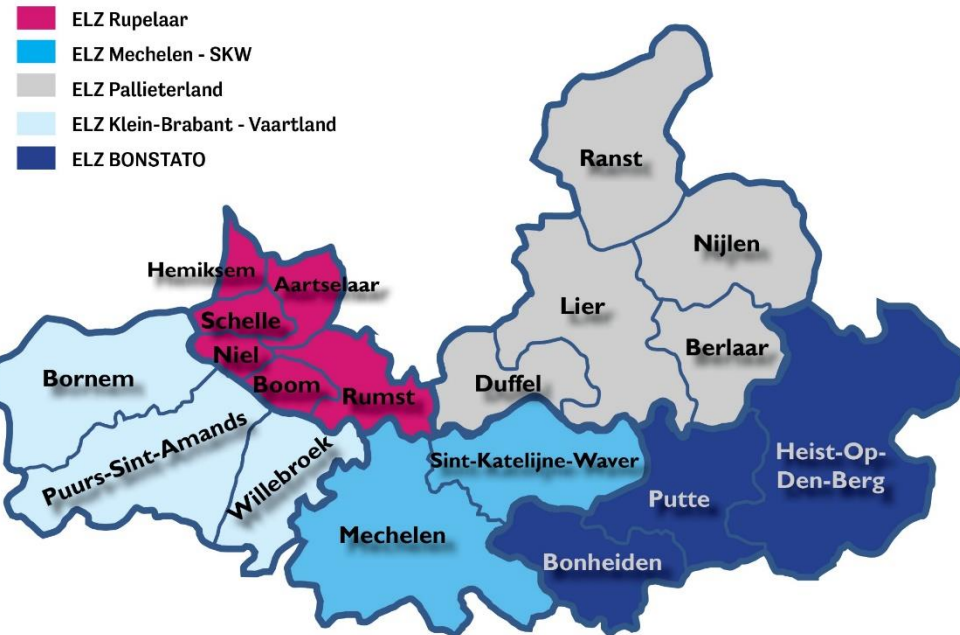 ELZ Rupelaar
ELZ Mechelen - SKW
ELZ Pallieterland
ELZ Klein-Brabant - Vaartland
ELZ BONSTATO
Ranst
Nijlen
Hemiksem
Aartselaar
Lier
Schelle
Berlaar
Niel
Bornem
Boom
Duffel
Rumst
Puurs-Sint-Amands
Willebroek
Sint-Katelijne-Waver
Heist-Op-
Den-Berg
Putte
Mechelen
Bonheiden